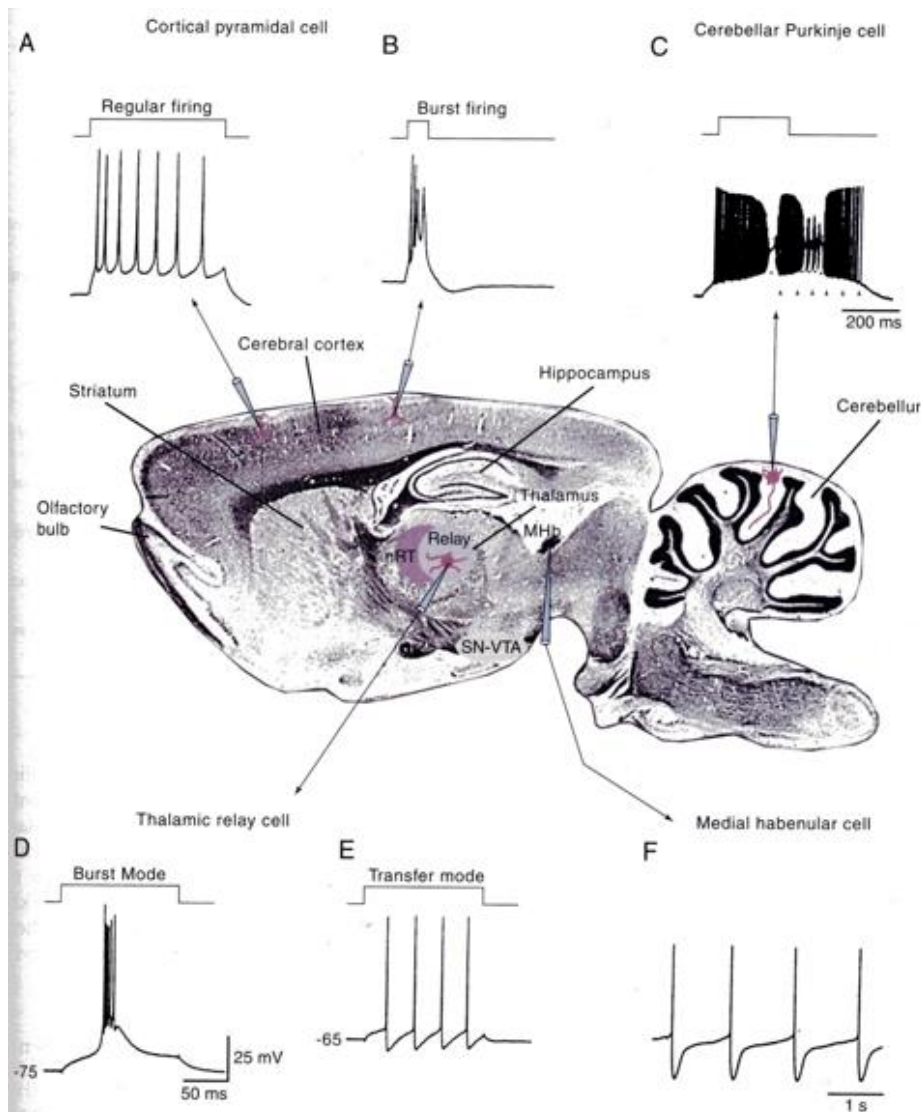 Cortical pyramidal cell
Cerebellar Purkinje cell
A
B
C
Regular firing
Burst firing
200 ms
Cerebral cortex
Striatum
Hippocampus
Cerebellur
Olfactory
bulb
Thalamus
MHb
Relay
nRT
SN-VTA
Thalamic relay cell
Medial habenular cell
D
E
F
Burst Mode
Transfer mode
-75
25 mV
50 ms
-65
1 s